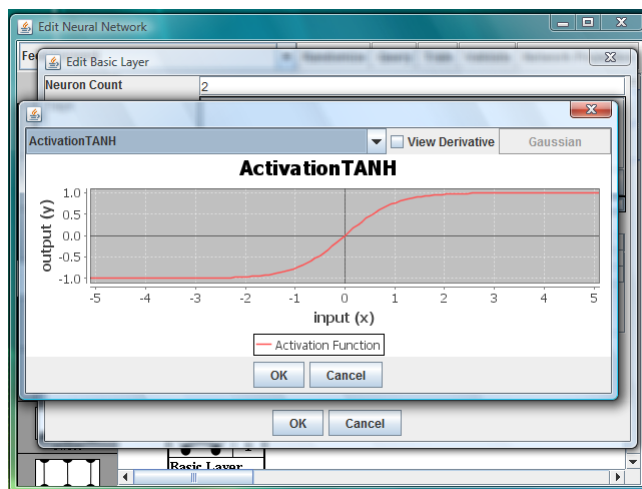 Edit Neural Network
Edit Basic Layer
Neuron Count 2
ActivationTANH View Derivative Gaussian
ActivationTANH
output (y)
1.0
0.5
0.0
-0.5
-1.0
-5 -4 -3 -2 -1 0 1 2 3 4 5
input (x)
Activation Function
OK Cancel
OK Cancel
Basic Layer